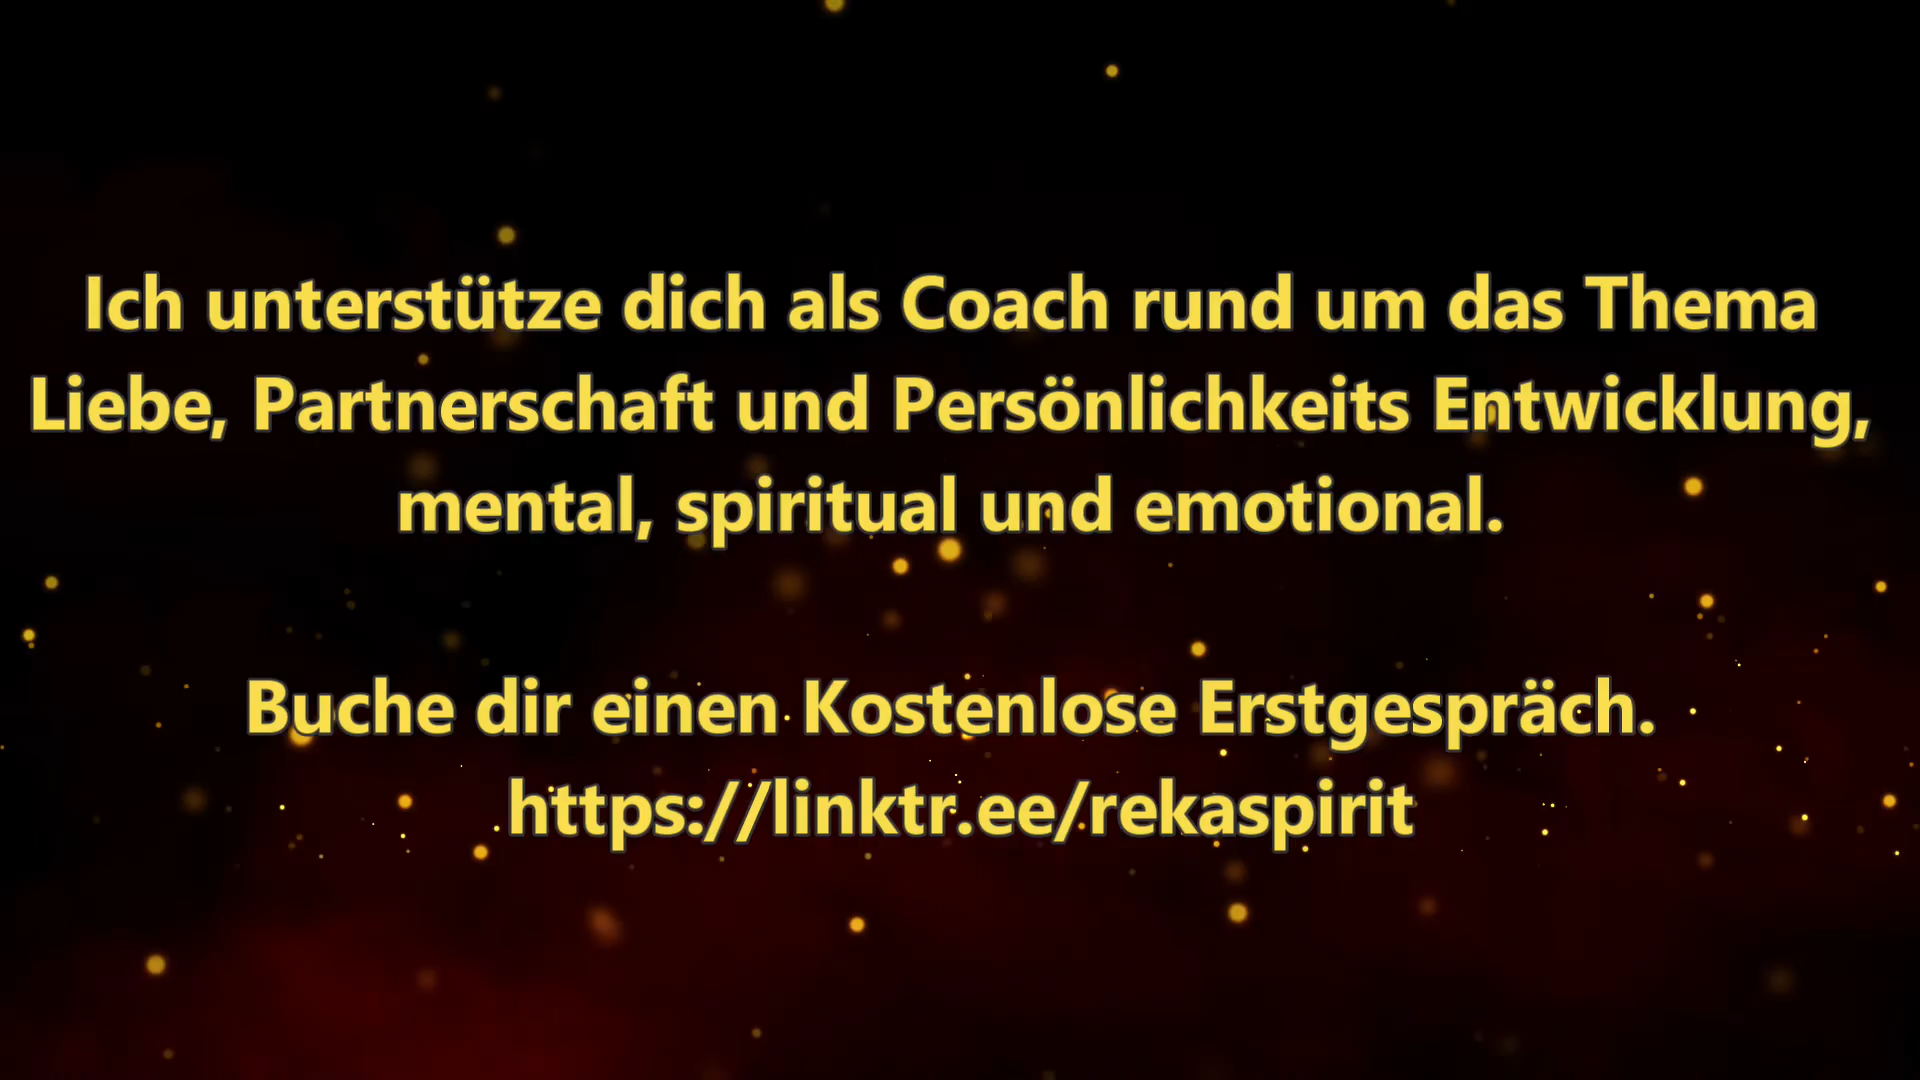 Ich unterstütze dich als Coach rund um das Thema
Liebe, Partnerschaft und Persönlichkeits Entwicklung,
mental, spiritual und emotional.
Buche dir einen Kostenlose Erstgespräch.
https://linktr.ee/rekaspirit